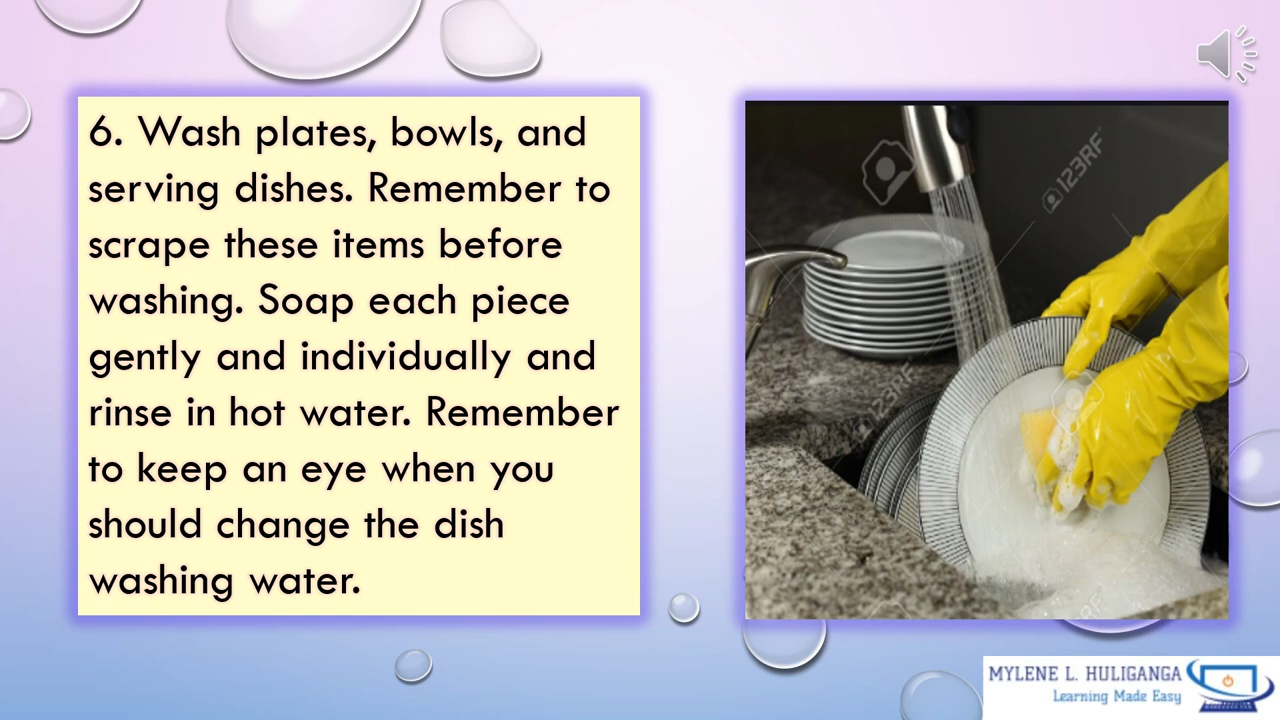 6. Wash plates, bowls, and
serving dishes. Remember to
scrape these items before
washing. Soap each piece
gently and individually and
rinse in hot water. Remember
to keep an eye when you
should change the dish
washing water.
123RF
123RF
123RF
MYLENE L. HULIGANGA
Learning Made Easy